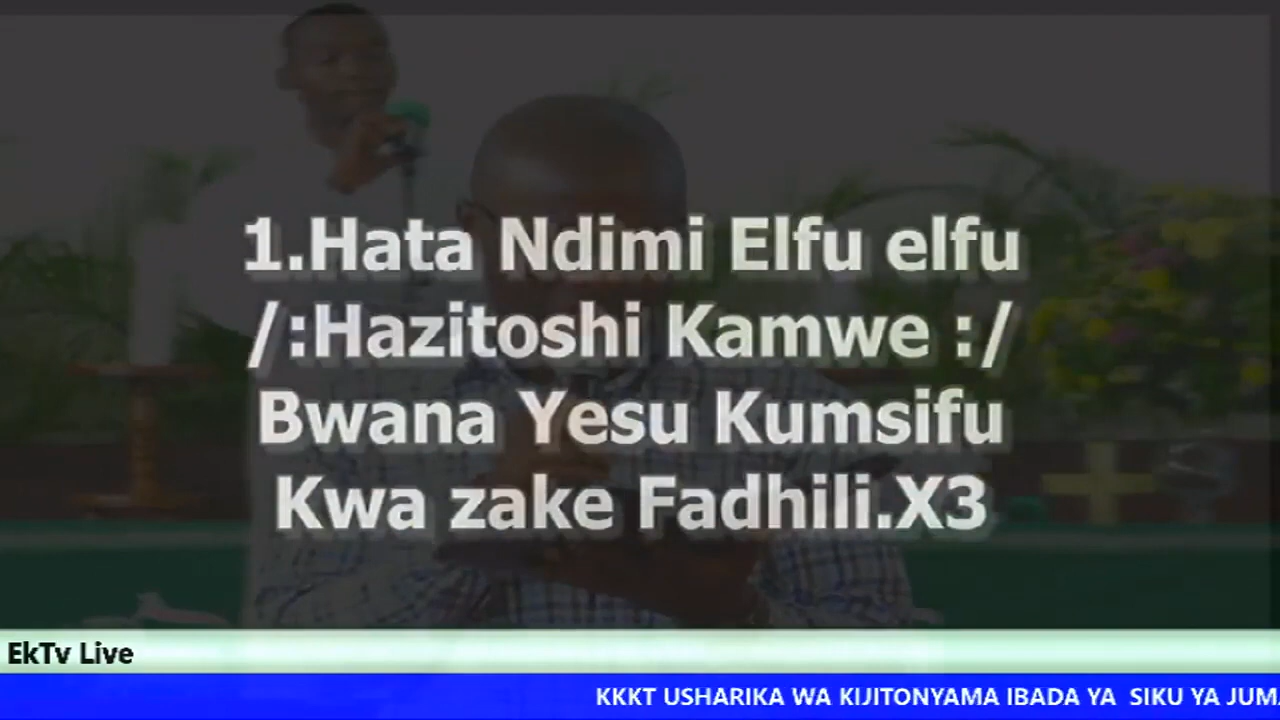 1.Hata Ndimi Elfu elfu
/:Hazitoshi Kamwe :/
Bwana Yesu Kumsifu
Kwa zake Fadhili.X3
EkTv Live
KKKT USHARIKA WA KIJITONYAMA IBADA YA SIKU YA